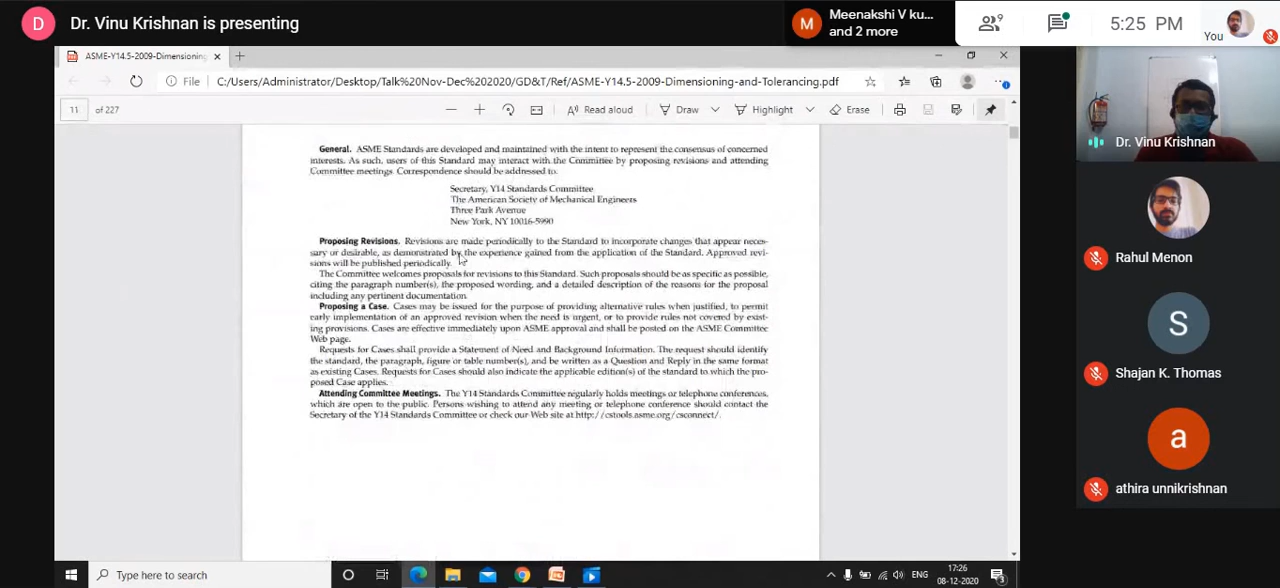 D Dr. Vinu Krishnan is presenting
M Meenakshi V ku...
and 2 more
9
5:25 PM
You
ASME-Y14.5-2009-Dimensioning
File C:/Users/Administrator/Desktop/Talk%20Nov-Dec%202020/GD&T/Ref/ASME-Y14.5-2009-Dimensioning-and-Tolerancing.pdf
11 of 227
Read aloud
Draw
Highlight
Erase
General. ASME Standards are developed and maintained with the intent to represent the consensus of concerned
interests. As such, users of this Standard may interact with the Committee by proposing revisions and attending
Committee meetings. Correspondence should be addressed to:
Secretary, Y14 Standards Committee
The American Society of Mechanical Engineers
Three Park Avenue
New York, NY 10016-5990
Proposing Revisions. Revisions are made periodically to the Standard to incorporate changes that appear neces-
sary or desirable, as demonstrated by the experience gained from the application of the Standard. Approved revi-
sions will be published periodically.
The Committee welcomes proposals for revisions to this Standard. Such proposals should be as specific as possible,
citing the paragraph number(s), the proposed wording, and a detailed description of the reasons for the proposal
including any pertinent documentation.
Proposing a Case. Cases may be issued for the purpose of providing alternative rules when justified, to permit
early implementation of an approved revision when the need is urgent, or to provide rules not covered by exist-
ing provisions. Cases are effective immediately upon ASME approval and shall be posted on the ASME Committee
Web page.
Requests for Cases shall provide a Statement of Need and Background Information. The request should identify
the standard, the paragraph, figure or table number(s), and be written as a Question and Reply in the same format
as existing Cases. Requests for Cases should also indicate the applicable edition(s) of the standard to which the pro-
posed Case applies.
Attending Committee Meetings. The Y14 Standards Committee regularly holds meetings or telephone conferences,
which are open to the public. Persons wishing to attend any meeting or telephone conference should contact the
Secretary of the Y14 Standards Committee or check our Web site at http://cstools.asme.org/csconnect/.
Dr. Vinu Krishnan
Rahul Menon
S
Shajan K. Thomas
a
athira unnikrishnan
Type here to search
ENG
17:26
08-12-2020
3